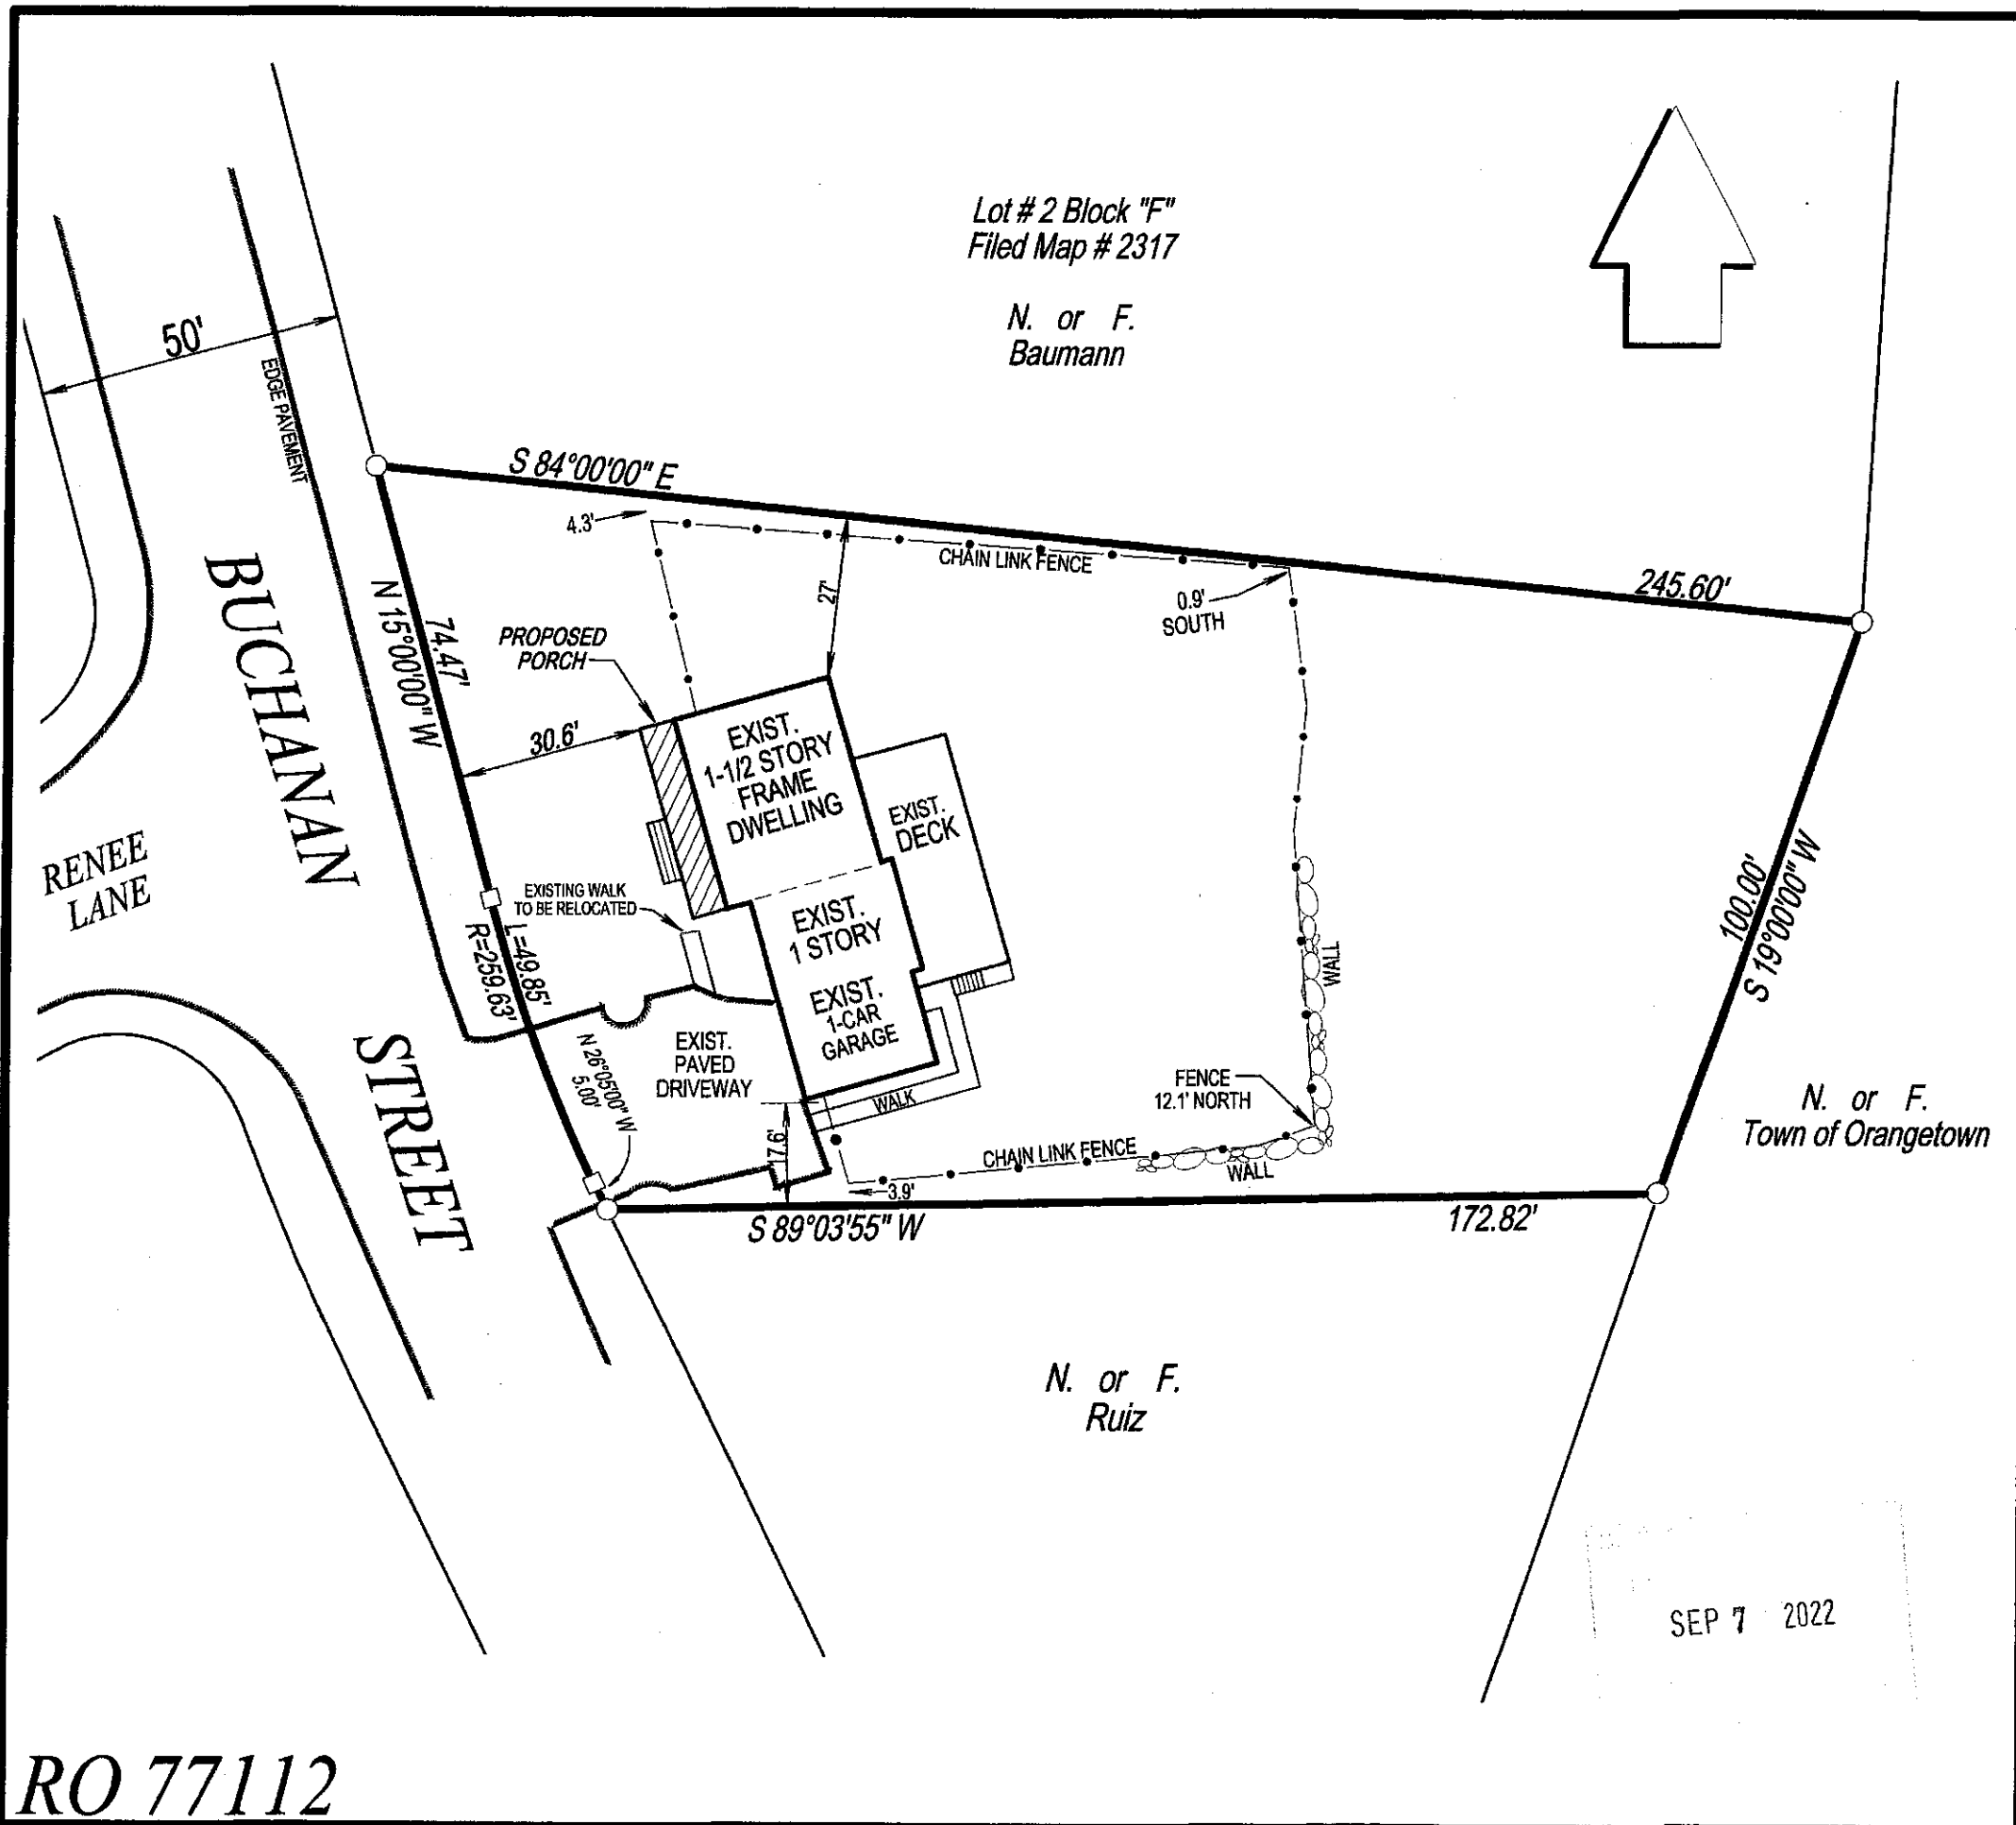 Lot # 2 Block "F"
Filed Map # 2317
N. or F.
Baumann
50'
EDGE PAVEMENT
S 84°00'00" E
245.60'
4.3'
CHAIN LINK FENCE
27'
0.9'
SOUTH
N 15°00'00" W
74.47'
PROPOSED
PORCH
30.6'
BUCHANAN
STREET
RENEE
LANE
EXIST.
1-1/2 STORY
FRAME
DWELLING
EXIST.
DECK
EXISTING WALK
TO BE RELOCATED
EXIST.
1 STORY
EXIST.
1-CAR
GARAGE
R=259.63'
L=49.85'
N 26°05'00" W
5.00'
EXIST.
PAVED
DRIVEWAY
WALK
17.6'
WALL
100.00'
S 19°00'00" W
FENCE
12.1' NORTH
CHAIN LINK FENCE
WALL
3.9'
S 89°03'55" W
172.82'
N. or F.
Town of Orangetown
N. or F.
Ruiz
SEP 7 2022
RO 77112